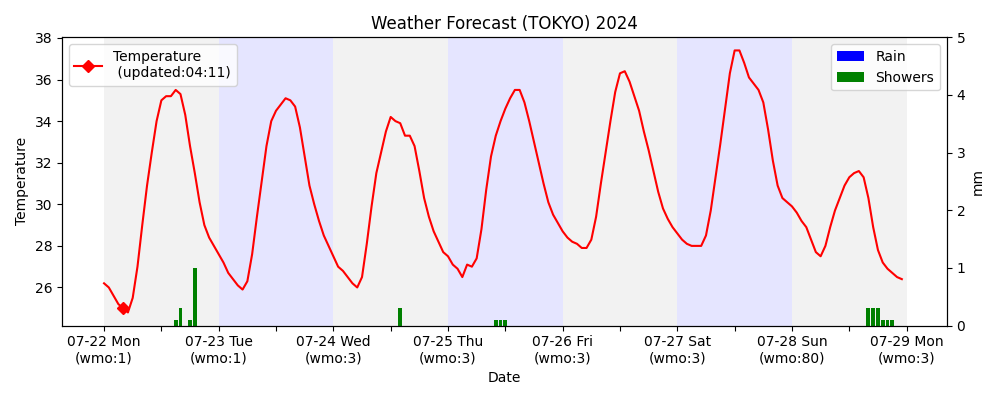 Weather Forecast (TOKYO) 2024
Temperature
(updated:04:11)
Rain
Showers
38
36
34
32
30
28
26
Temperature
5
4
3
2
1
0
mm
07-22 Mon
(wmo:1)
07-23 Tue
(wmo:1)
07-24 Wed
(wmo:3)
07-25 Thu
(wmo:3)
07-26 Fri
(wmo:3)
07-27 Sat
(wmo:3)
07-28 Sun
(wmo:80)
07-29 Mon
(wmo:3)
Date